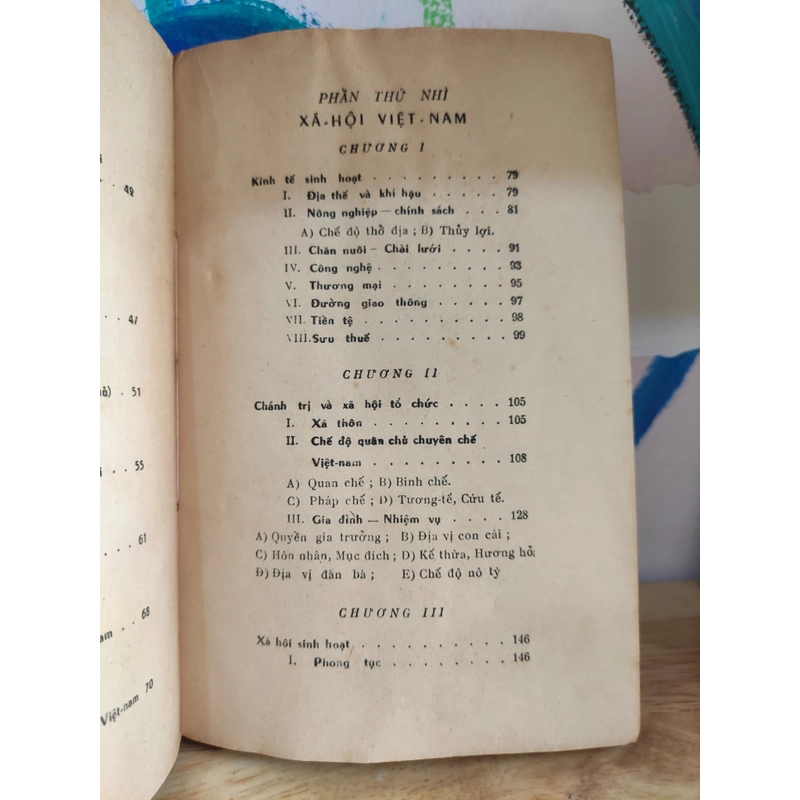 42
47
ả) . 51
i . . 55
61
. . 68
am
Việt-nam 70
PHẦN THỨ NHÌ
XÃ-HỘI VIỆT-NAM
CHƯƠNG I
Kinh tế sinh hoạt . . . . . . . . . 79
I. Địa thế và khí hậu . . . . . 79
II. Nông nghiệp — chính sách . . . 81
A) Chế độ thổ địa ; B) Thủy lợi.
III. Chăn nuôi — Chài lưới . . . . 91
IV. Công nghệ . . . . . . . . . 93
V. Thương mại . . . . . . . . 95
VI. Đường giao thông . . . . . . 97
VII. Tiền tệ . . . . . . . . . . 98
VIII. Sưu thuế . . . . . . . . . 99
CHƯƠNG II
Chánh trị và xã hội tổ chức . . . . 105
I. Xã thôn . . . . . . . . . . 105
II. Chế độ quân chủ chuyên chế
Việt-nam . . . . . . . . . 108
A) Quan chế ; B) Binh chế.
C) Pháp chế ; D) Tương-tế, Cứu tế.
III. Gia đình — Nhiệm vụ . . . . 128
A) Quyền gia trưởng ; B) Địa vị con cái ;
C) Hôn nhân, Mục đích ; D) Kế thừa, Hương hỏ;
Đ) Địa vị đàn bà ; E) Chế độ nô lỳ
CHƯƠNG III
Xã hôi sinh hoạt . . . . . . . . . . 146
I. Phong tục . . . . . . . . 146